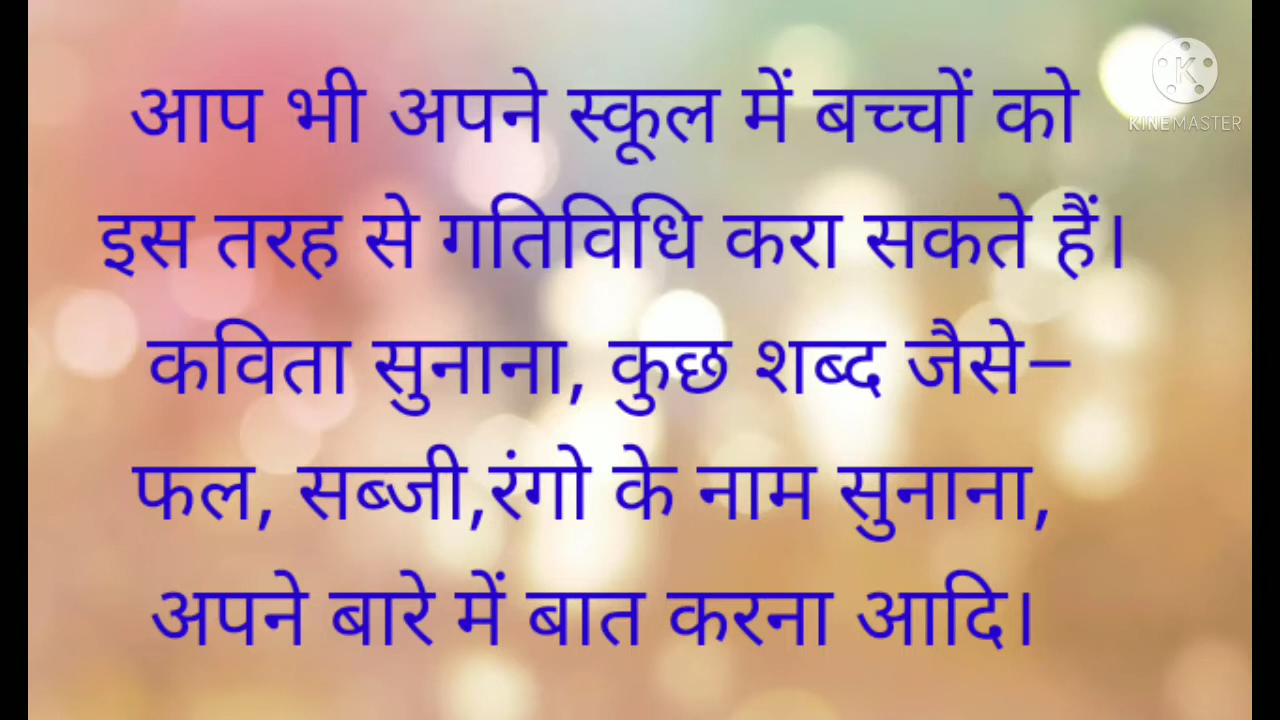 आप भी अपने स्कूल में बच्चों को
इस तरह से गतिविधि करा सकते हैं।
कविता सुनाना, कुछ शब्द जैसे–
फल, सब्जी,रंगो के नाम सुनाना,
अपने बारे में बात करना आदि।
K
KINEMASTER